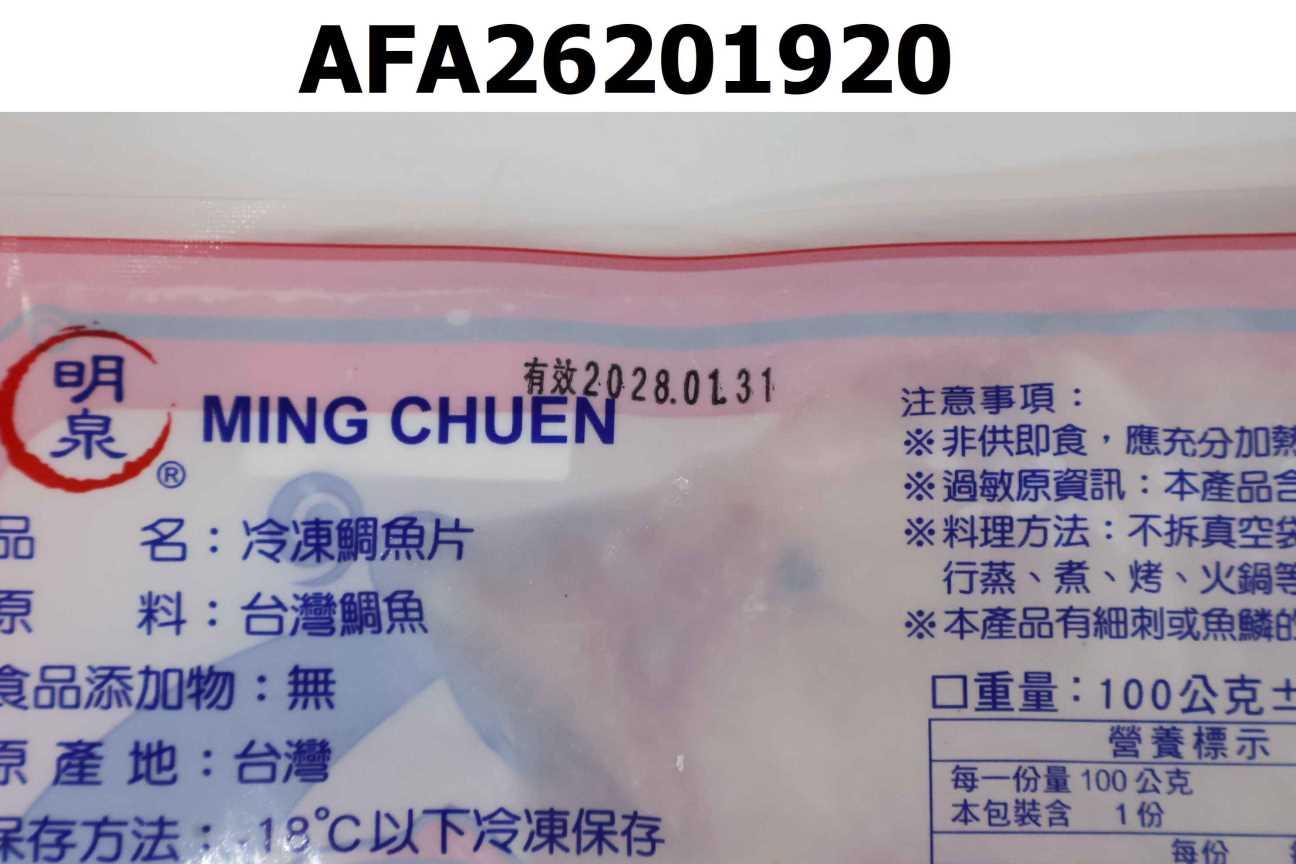 AFA26201920
有效2028.01.31
明泉® MING CHUEN
品名：冷凍鯛魚片
原料：台灣鯛魚
食品添加物：無
原產地：台灣
保存方法：-18℃以下冷凍保存
注意事項：
※非供即食，應充分加熱
※過敏原資訊：本產品含
※料理方法：不拆真空袋
行蒸、煮、烤、火鍋等
※本產品有細刺或魚鱗的
□重量：100公克±
營養標示
每一份量100公克
本包裝含 1份
每份